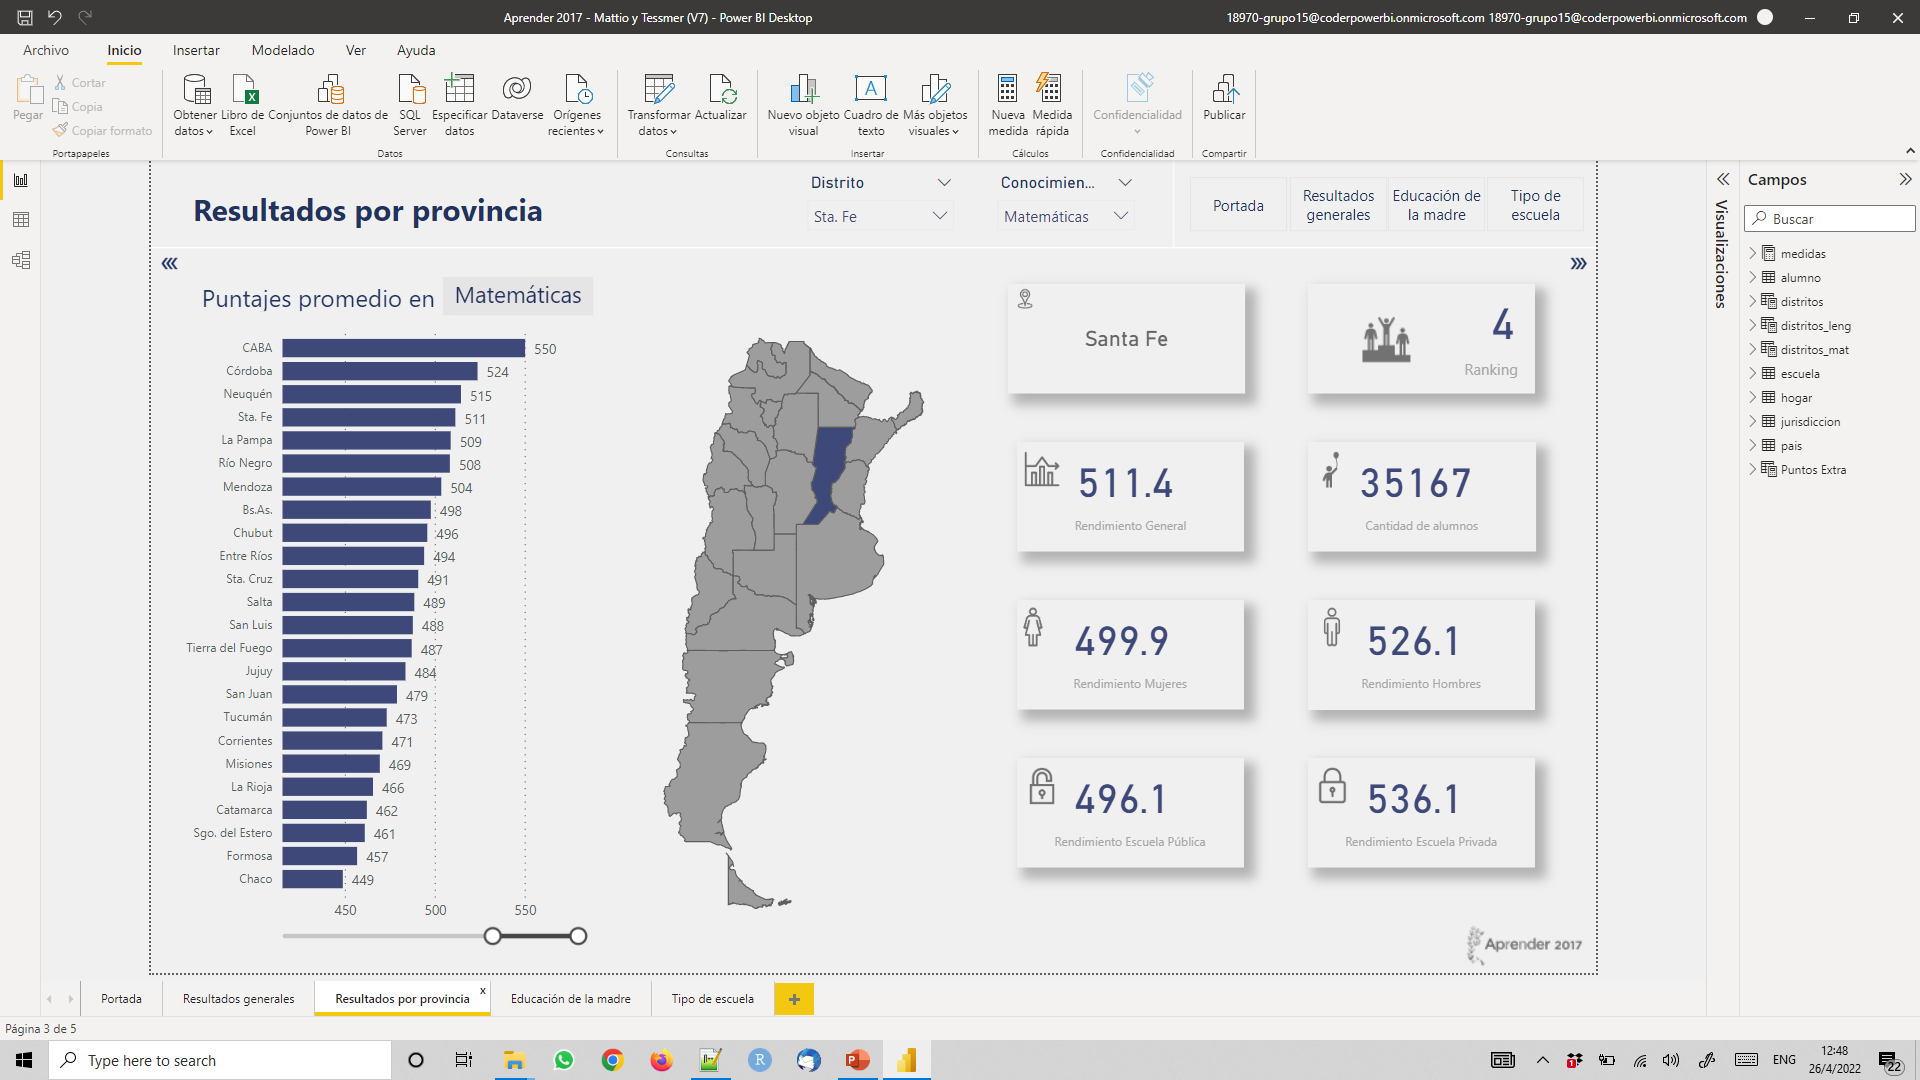 Aprender 2017 - Mattio y Tessmer (V7) - Power BI Desktop
18970-grupo15@coderpowerbi.onmicrosoft.com 18970-grupo15@coderpowerbi.onmicrosoft.com
Archivo
Inicio
Insertar
Modelado
Ver
Ayuda
Pegar
Cortar
Copia
Copiar formato
Portapapeles
Obtener
datos
Libro de
Excel
Conjuntos de datos de
Power BI
SQL
Server
Especificar
datos
Dataverse
Orígenes
recientes
Datos
Transformar
datos
Actualizar
Consultas
Nuevo objeto
visual
Cuadro de
texto
Más objetos
visuales
Insertar
Nueva
medida
Medida
rápida
Cálculos
Confidencialidad
Confidencialidad
Publicar
Compartir
Resultados por provincia
Distrito
Sta. Fe
Conocimien...
Matemáticas
Portada
Resultados
generales
Educación de
la madre
Tipo de
escuela
Puntajes promedio en
Matemáticas
CABA 550
Córdoba 524
Neuquén 515
Sta. Fe 511
La Pampa 509
Río Negro 508
Mendoza 504
Bs.As. 498
Chubut 496
Entre Ríos 494
Sta. Cruz 491
Salta 489
San Luis 488
Tierra del Fuego 487
Jujuy 484
San Juan 479
Tucumán 473
Corrientes 471
Misiones 469
La Rioja 466
Catamarca 462
Sgo. del Estero 461
Formosa 457
Chaco 449
450 500 550
Santa Fe
4
Ranking
511.4
Rendimiento General
35167
Cantidad de alumnos
499.9
Rendimiento Mujeres
526.1
Rendimiento Hombres
496.1
Rendimiento Escuela Pública
536.1
Rendimiento Escuela Privada
Aprender 2017
Visualizaciones
Campos
Buscar
medidas
alumno
distritos
distritos_leng
distritos_mat
escuela
hogar
jurisdiccion
pais
Puntos Extra
Portada
Resultados generales
Resultados por provincia
x
Educación de la madre
Tipo de escuela
+
Página 3 de 5
Type here to search
R
ENG
12:48
26/4/2022
22